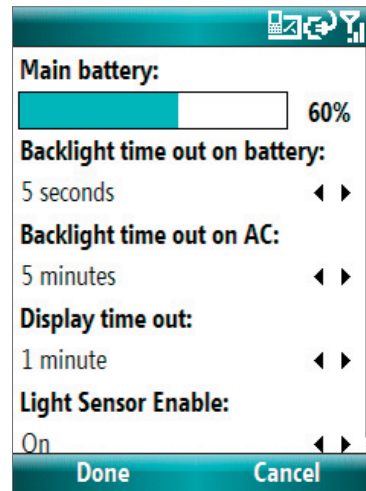 Main battery:
60%
Backlight time out on battery:
5 seconds
Backlight time out on AC:
5 minutes
Display time out:
1 minute
Light Sensor Enable:
On
Done Cancel